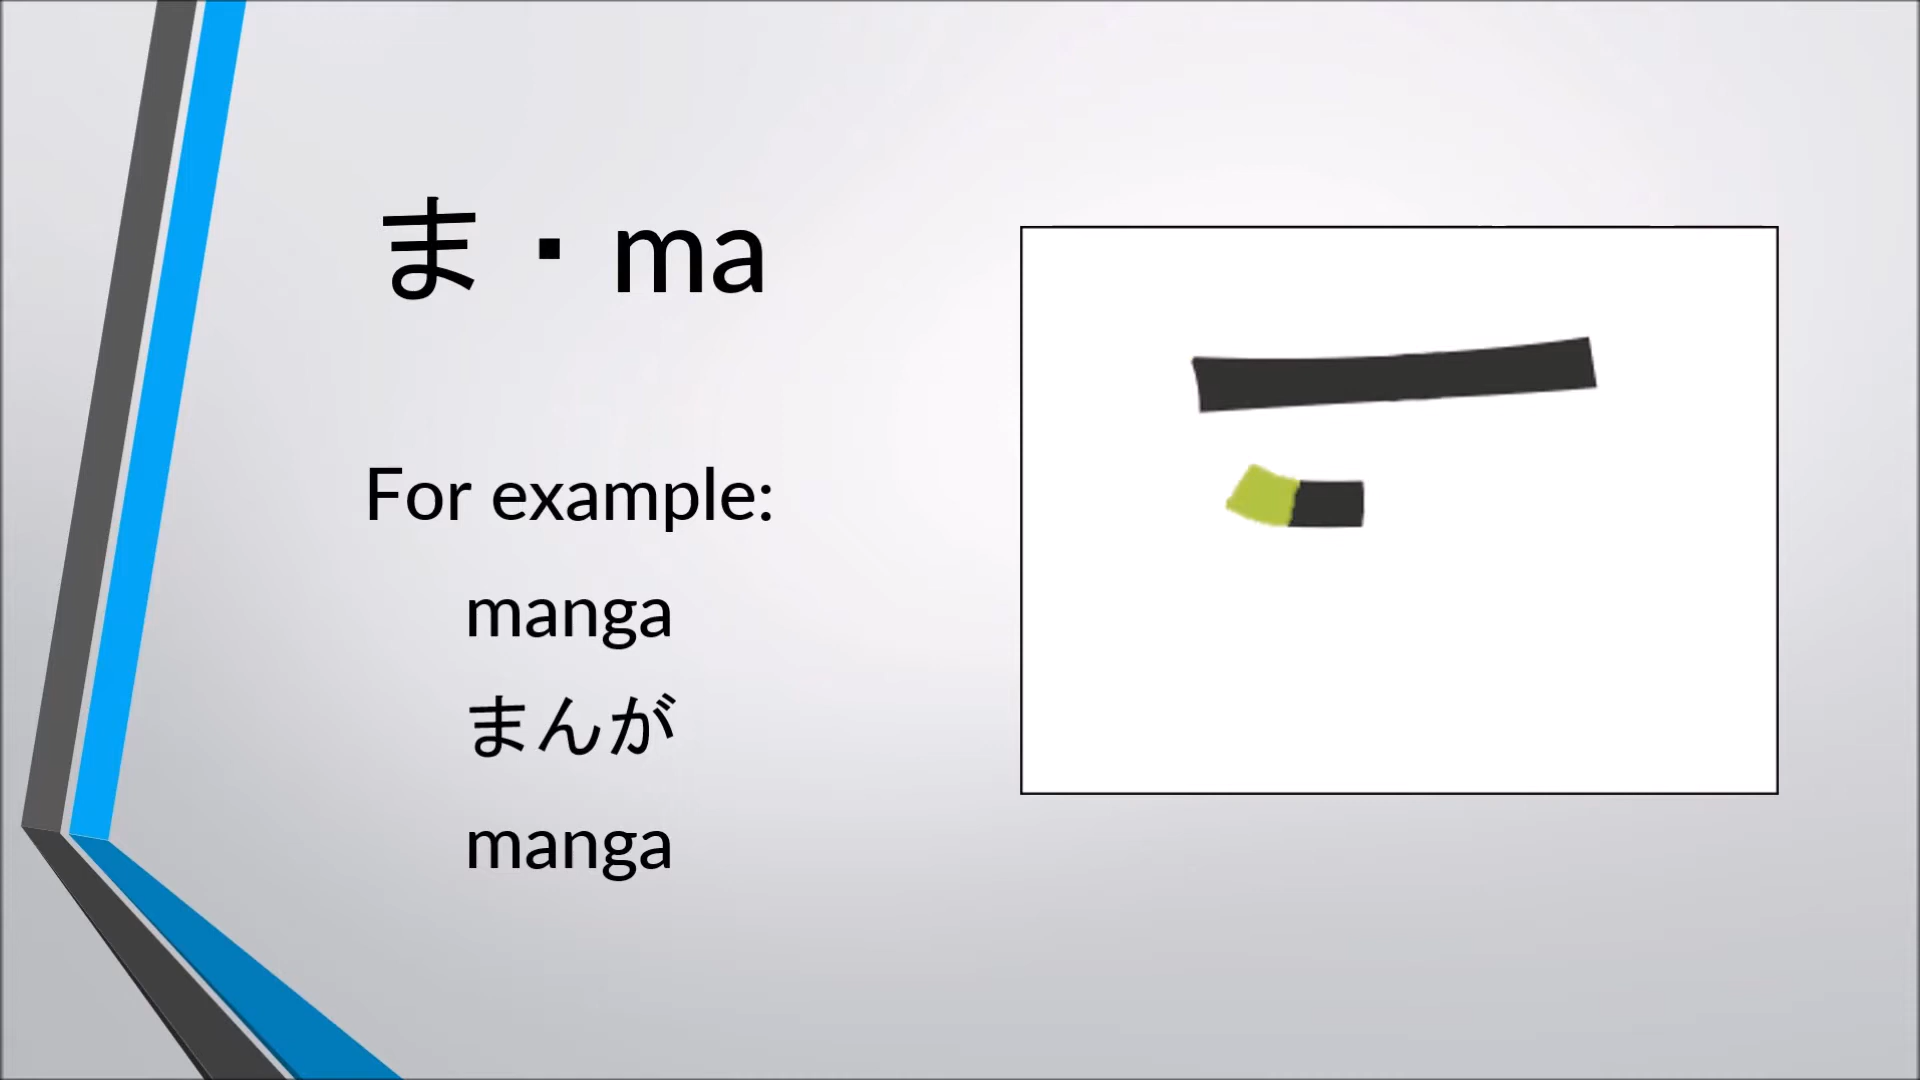 ま・ma
For example:
manga
まんが
manga